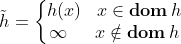 h̃ = { h(x) x ∈ dom h
∞ x ∉ dom h